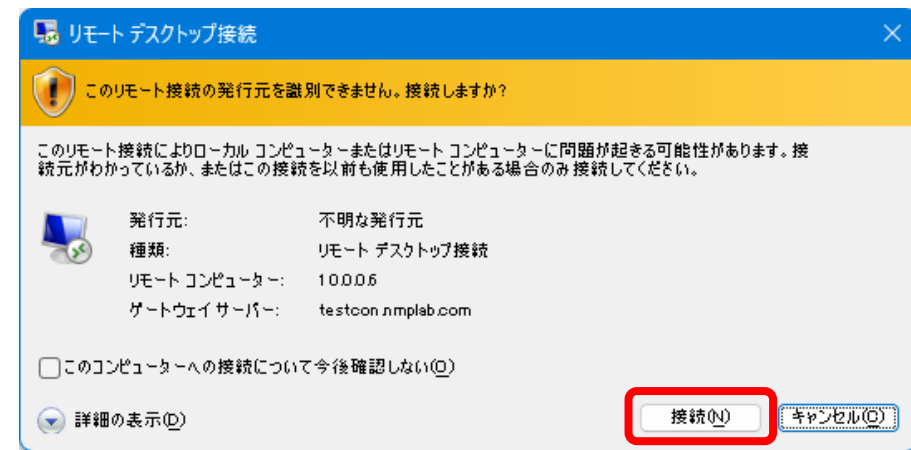 リモート デスクトップ接続
このリモート接続の発行元を識別できません。接続しますか?
このリモート接続によりローカル コンピューターまたはリモート コンピューターに問題が起きる可能性があります。接
続元がわかっているか、またはこの接続を以前も使用したことがある場合のみ接続してください。
発行元: 不明な発行元
種類: リモート デスクトップ接続
リモート コンピューター: 10.0.0.6
ゲートウェイ サーバー: testcon.nmplab.com
このコンピューターへの接続について今後確認しない(O)
詳細の表示(D) 接続(N) キャンセル(C)